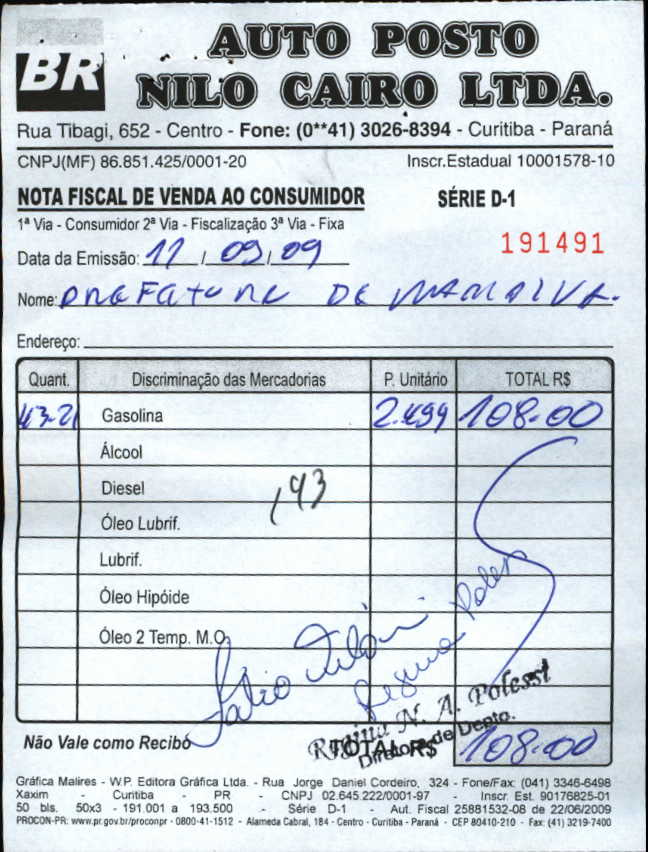 BR
AUTO POSTO
NILO CAIRO LTDA.
Rua Tibagi, 652 - Centro - Fone: (0**41) 3026-8394 - Curitiba - Paraná
CNPJ(MF) 86.851.425/0001-20 Inscr.Estadual 10001578-10
NOTA FISCAL DE VENDA AO CONSUMIDOR SÉRIE D-1
1ª Via - Consumidor 2ª Via - Fiscalização 3ª Via - Fixa
191491
Data da Emissão: 11 / 09 / 09
Nome: DE
Endereço:
Quant. Discriminação das Mercadorias P. Unitário TOTAL R$
43.21 Gasolina 2.499 108.00
Álcool
Diesel
Óleo Lubrif.
Lubrif.
Óleo Hipóide
Óleo 2 Temp. M.O.
Regina N. A. Polessi
Diretora de Depto.
Não Vale como Recibo TOTAL R$ 108.00
Gráfica Malires - W.P. Editora Gráfica Ltda. - Rua Jorge Daniel Cordeiro, 324 - Fone/Fax: (041) 3346-6498
Xaxim - Curitiba - PR - CNPJ 02.645.222/0001-97 - Inscr. Est. 90176825-01
50 bls. 50x3 - 191.001 a 193.500 - Série D-1 - Aut. Fiscal 25881532-08 de 22/06/2009
PROCON-PR: www.pr.gov.br/proconpr - 0800-41-1512 - Alameda Cabral, 184 - Centro - Curitiba - Paraná - CEP 80410-210 - Fax: (41) 3219-7400